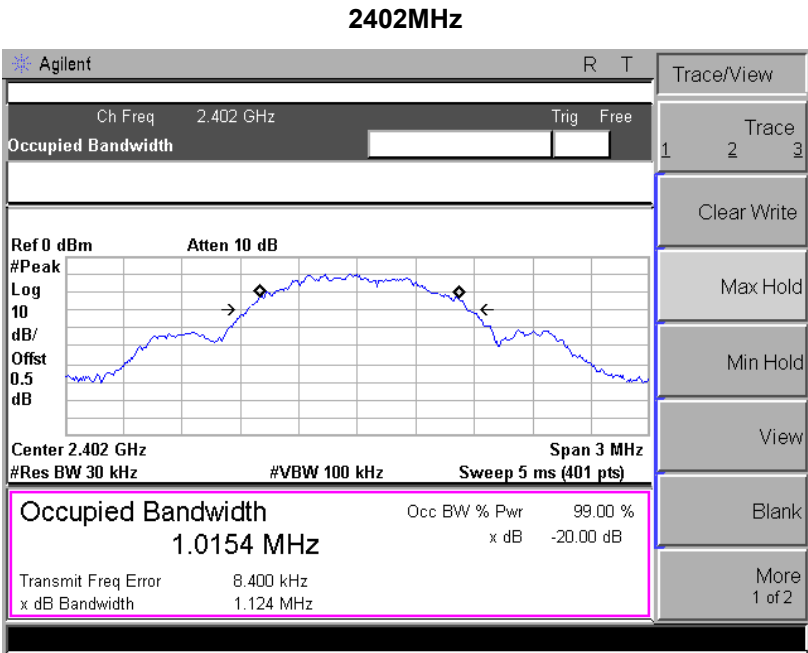 2402MHz
Agilent R T
Ch Freq 2.402 GHz Trig Free
Occupied Bandwidth
Ref 0 dBm Atten 10 dB
#Peak
Log
10
dB/
Offst
0.5
dB
Center 2.402 GHz Span 3 MHz
#Res BW 30 kHz #VBW 100 kHz Sweep 5 ms (401 pts)
Occupied Bandwidth
1.0154 MHz
Occ BW % Pwr 99.00 %
x dB -20.00 dB
Transmit Freq Error 8.400 kHz
x dB Bandwidth 1.124 MHz
Trace/View
Trace
1 2 3
Clear Write
Max Hold
Min Hold
View
Blank
More
1 of 2